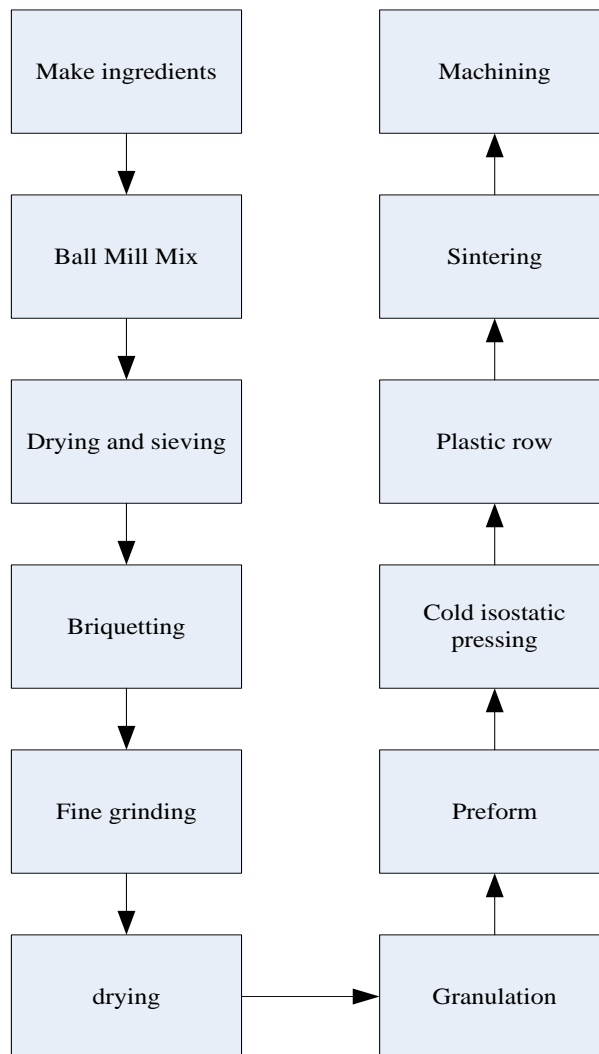 Make ingredients
Ball Mill Mix
Drying and sieving
Briquetting
Fine grinding
drying
Granulation
Preform
Cold isostatic
pressing
Plastic row
Sintering
Machining